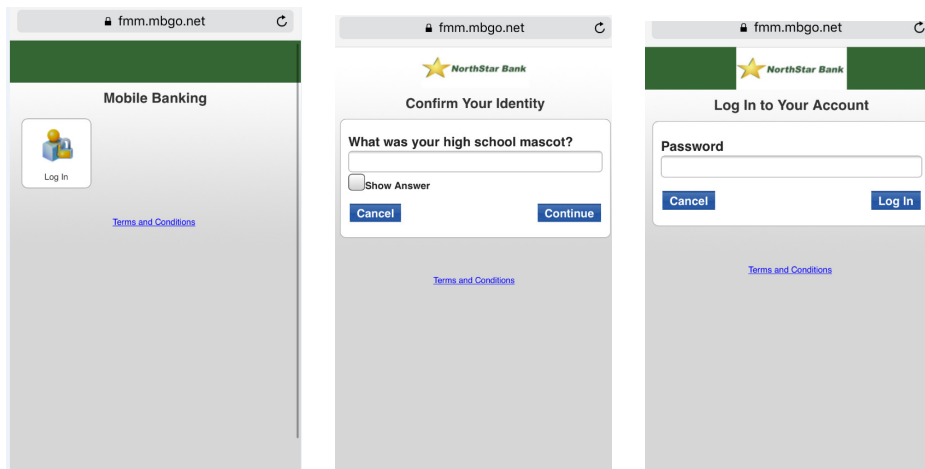 fmm.mbgo.net
Mobile Banking
Log In
Terms and Conditions
fmm.mbgo.net
NorthStar Bank
Confirm Your Identity
What was your high school mascot?
Show Answer
Cancel Continue
Terms and Conditions
fmm.mbgo.net
NorthStar Bank
Log In to Your Account
Password
Cancel Log In
Terms and Conditions